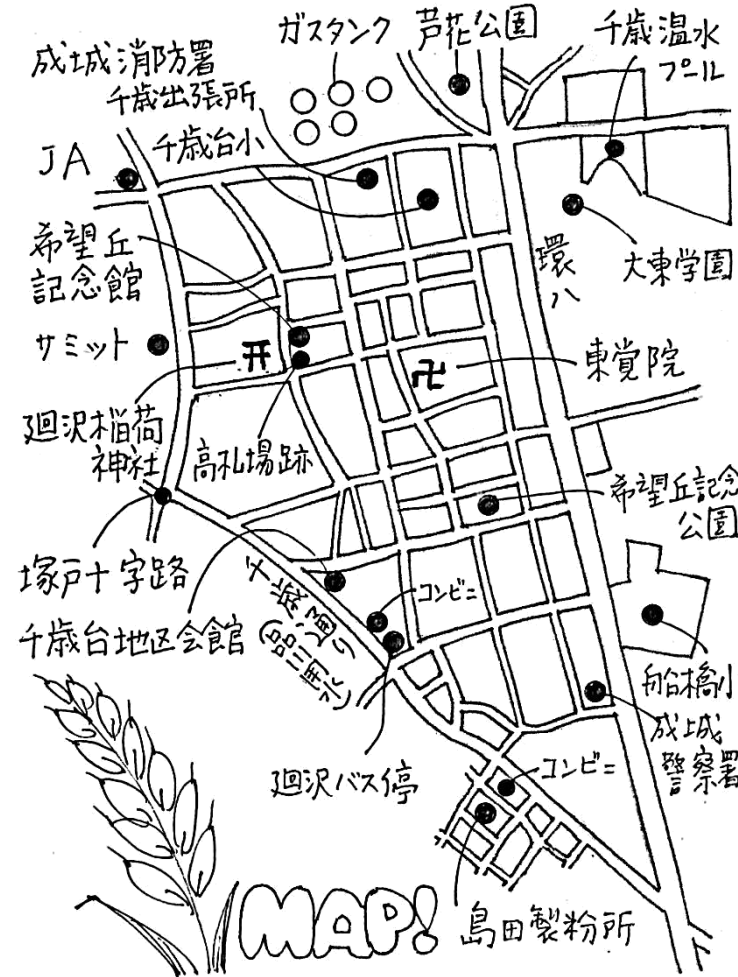 ガスタンク
芦花公園
千歳温水
プール
成城消防署
千歳出張所
千歳台小
JA
希望丘
記念館
環八
大東学園
サミット
東覚院
廻沢稲荷
神社
高札場跡
希望丘記念
公園
塚戸十字路
千歳台地区会館
千歳通り
(品川用水)
コンビニ
船橋小
成城
警察署
廻沢バス停
コンビニ
MAP!
島田製粉所